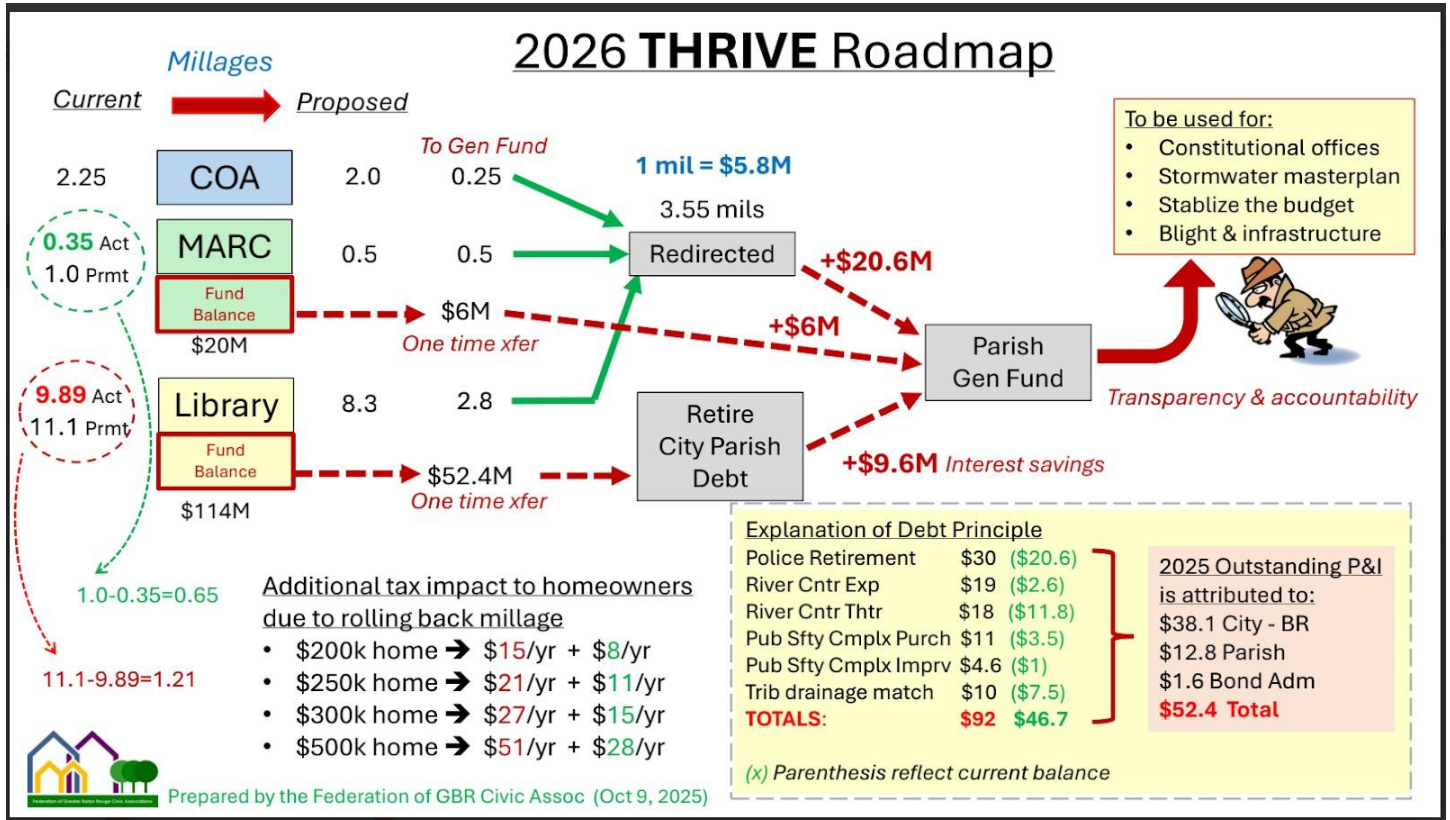 2026 THRIVE Roadmap
Millages
Current
Proposed
To Gen Fund
2.25
COA
2.0
0.25
1 mil = $5.8M
3.55 mils
0.35 Act
1.0 Prmt
MARC
0.5
0.5
Redirected
+$20.6M
Fund
Balance
$20M
$6M
One time xfer
+$6M
9.89 Act
11.1 Prmt
Library
8.3
2.8
Fund
Balance
$114M
$52.4M
One time xfer
Retire
City Parish
Debt
+$9.6M Interest savings
Parish
Gen Fund
To be used for:
• Constitutional offices
• Stormwater masterplan
• Stablize the budget
• Blight & infrastructure
Transparency & accountability
1.0-0.35=0.65
11.1-9.89=1.21
Additional tax impact to homeowners
due to rolling back millage
• $200k home ➔ $15/yr + $8/yr
• $250k home ➔ $21/yr + $11/yr
• $300k home ➔ $27/yr + $15/yr
• $500k home ➔ $51/yr + $28/yr
Explanation of Debt Principle
Police Retirement $30 ($20.6)
River Cntr Exp $19 ($2.6)
River Cntr Thtr $18 ($11.8)
Pub Sfty Cmplx Purch $11 ($3.5)
Pub Sfty Cmplx Imprv $4.6 ($1)
Trib drainage match $10 ($7.5)
TOTALS: $92 $46.7
(x) Parenthesis reflect current balance
2025 Outstanding P&I
is attributed to:
$38.1 City - BR
$12.8 Parish
$1.6 Bond Adm
$52.4 Total
Federation of Greater Baton Rouge Civic Associations
Prepared by the Federation of GBR Civic Assoc (Oct 9, 2025)